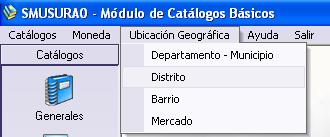 SMUSURA0 - Módulo de Catálogos Básicos
Catálogos Moneda Ubicación Geográfica Ayuda Salir
Catálogos
Departamento - Municipio
Distrito
Generales
Barrio
Mercado